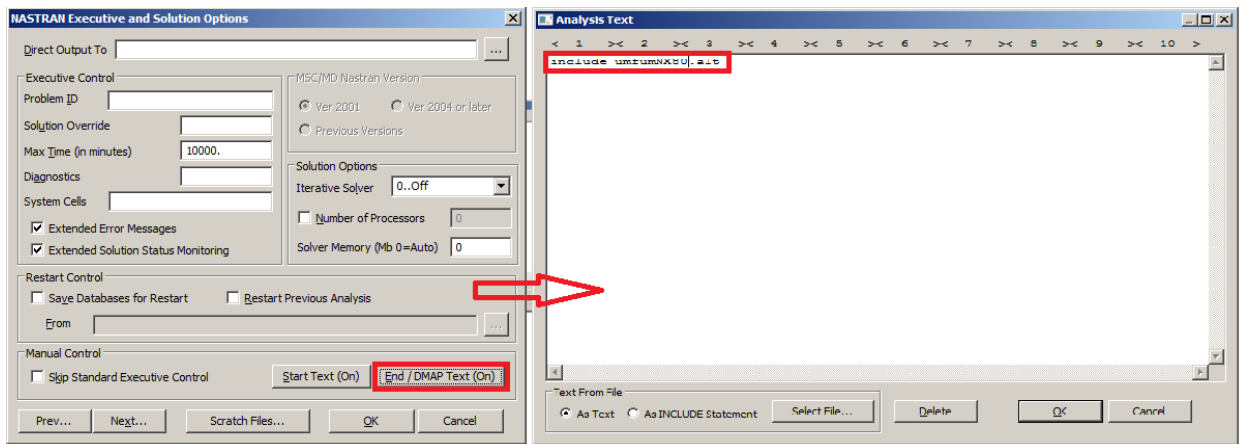 NASTRAN Executive and Solution Options
Direct Output To
...
Executive Control
Problem ID
Solution Override
Max Time (in minutes) 10000.
Diagnostics
System Cells
Extended Error Messages
Extended Solution Status Monitoring
MSC/MD Nastran Version
Ver 2001 Ver 2004 or later
Previous Versions
Solution Options
Iterative Solver 0..Off
Number of Processors 0
Solver Memory (Mb 0=Auto) 0
Restart Control
Save Databases for Restart Restart Previous Analysis
From ...
Manual Control
Skip Standard Executive Control Start Text (On) End / DMAP Text (On)
Prev... Next... Scratch Files... OK Cancel
Analysis Text
< 1 >< 2 >< 3 >< 4 >< 5 >< 6 >< 7 >< 8 >< 9 >< 10 >
include umfumNX80.alt
Text From File
As Text As INCLUDE Statement Select File... Delete OK Cancel